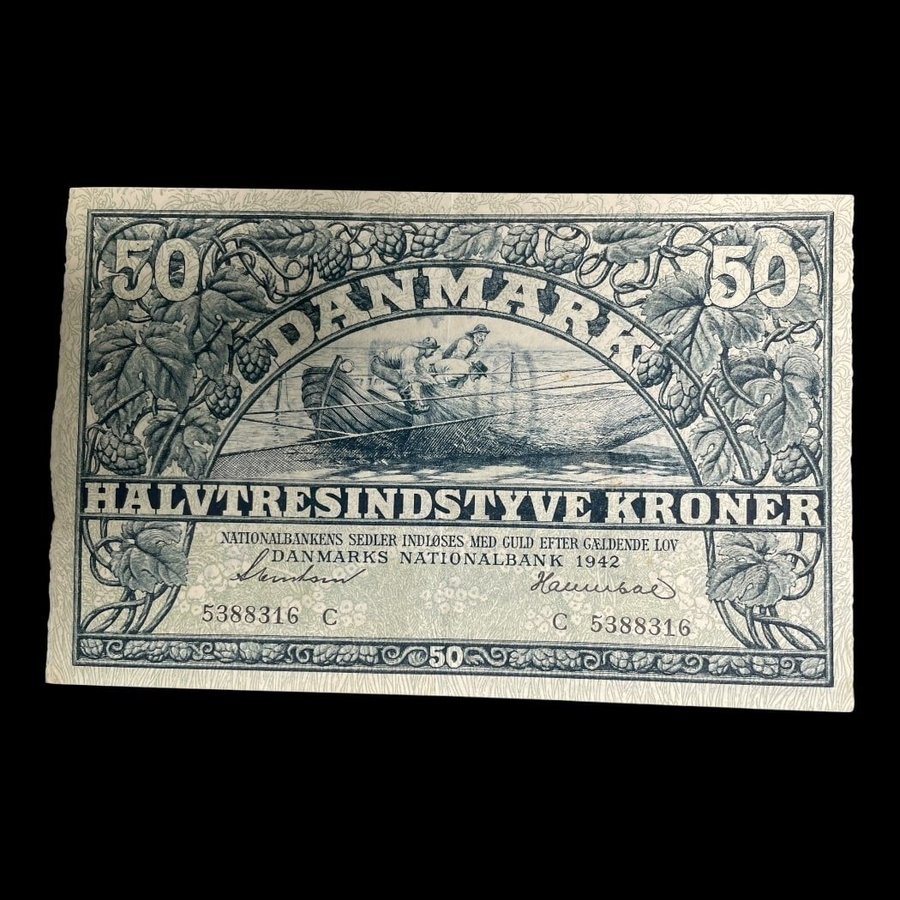 50 50
DANMARK
HALVTRESINDSTYVE KRONER
NATIONALBANKENS SEDLER INDLØSES MED GULD EFTER GÆLDENDE LOV
DANMARKS NATIONALBANK 1942
5388316 C C 5388316
50